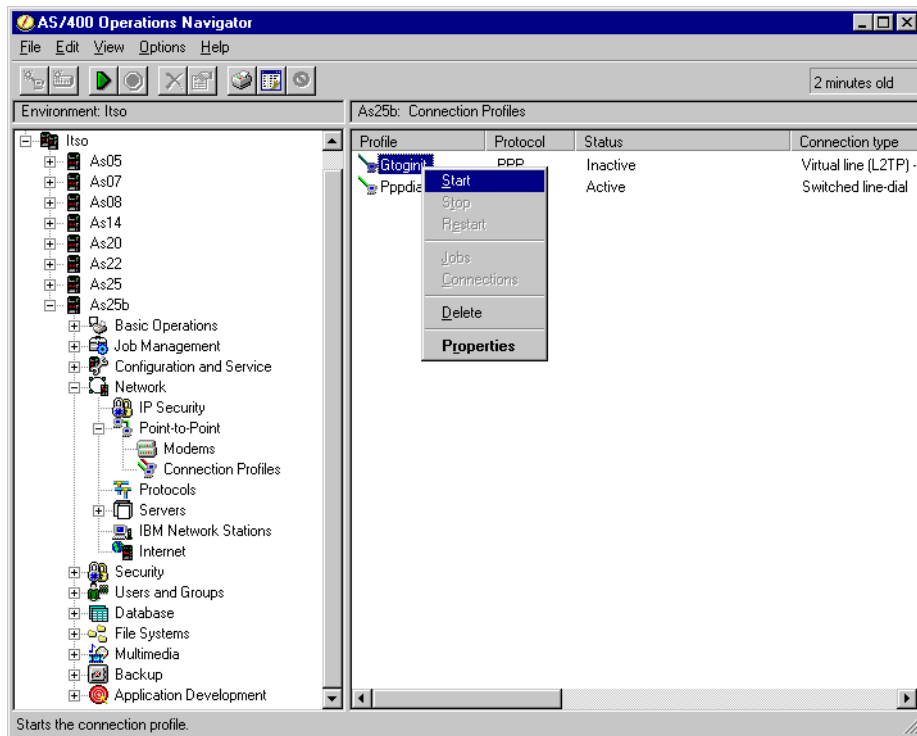 AS/400 Operations Navigator
File Edit View Options Help
2 minutes old
Environment: Itso
As25b: Connection Profiles
Itso
As05
As07
As08
As14
As20
As22
As25
As25b
Basic Operations
Job Management
Configuration and Service
Network
IP Security
Point-to-Point
Modems
Connection Profiles
Protocols
Servers
IBM Network Stations
Internet
Security
Users and Groups
Database
File Systems
Multimedia
Backup
Application Development
Profile Protocol Status Connection type
Gtoginit PPP Inactive Virtual line (L2TP) -
Pppdia Active Switched line-dial
Start
Stop
Restart
Jobs
Connections
Delete
Properties
Starts the connection profile.